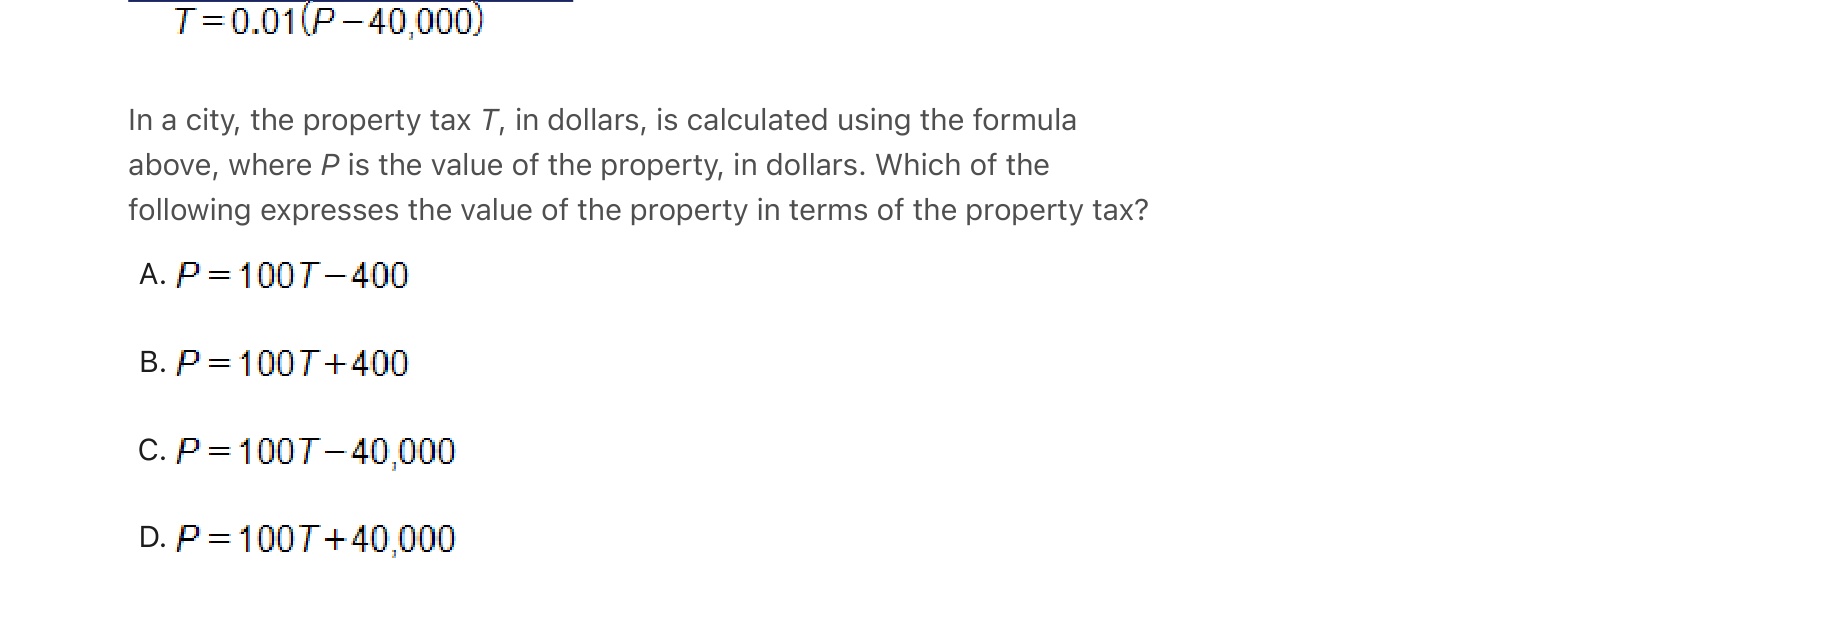 T=0.01(P−40,000)
In a city, the property tax T, in dollars, is calculated using the formula
above, where P is the value of the property, in dollars. Which of the
following expresses the value of the property in terms of the property tax?
A. P=100T−400
B. P=100T+400
C. P=100T−40,000
D. P=100T+40,000